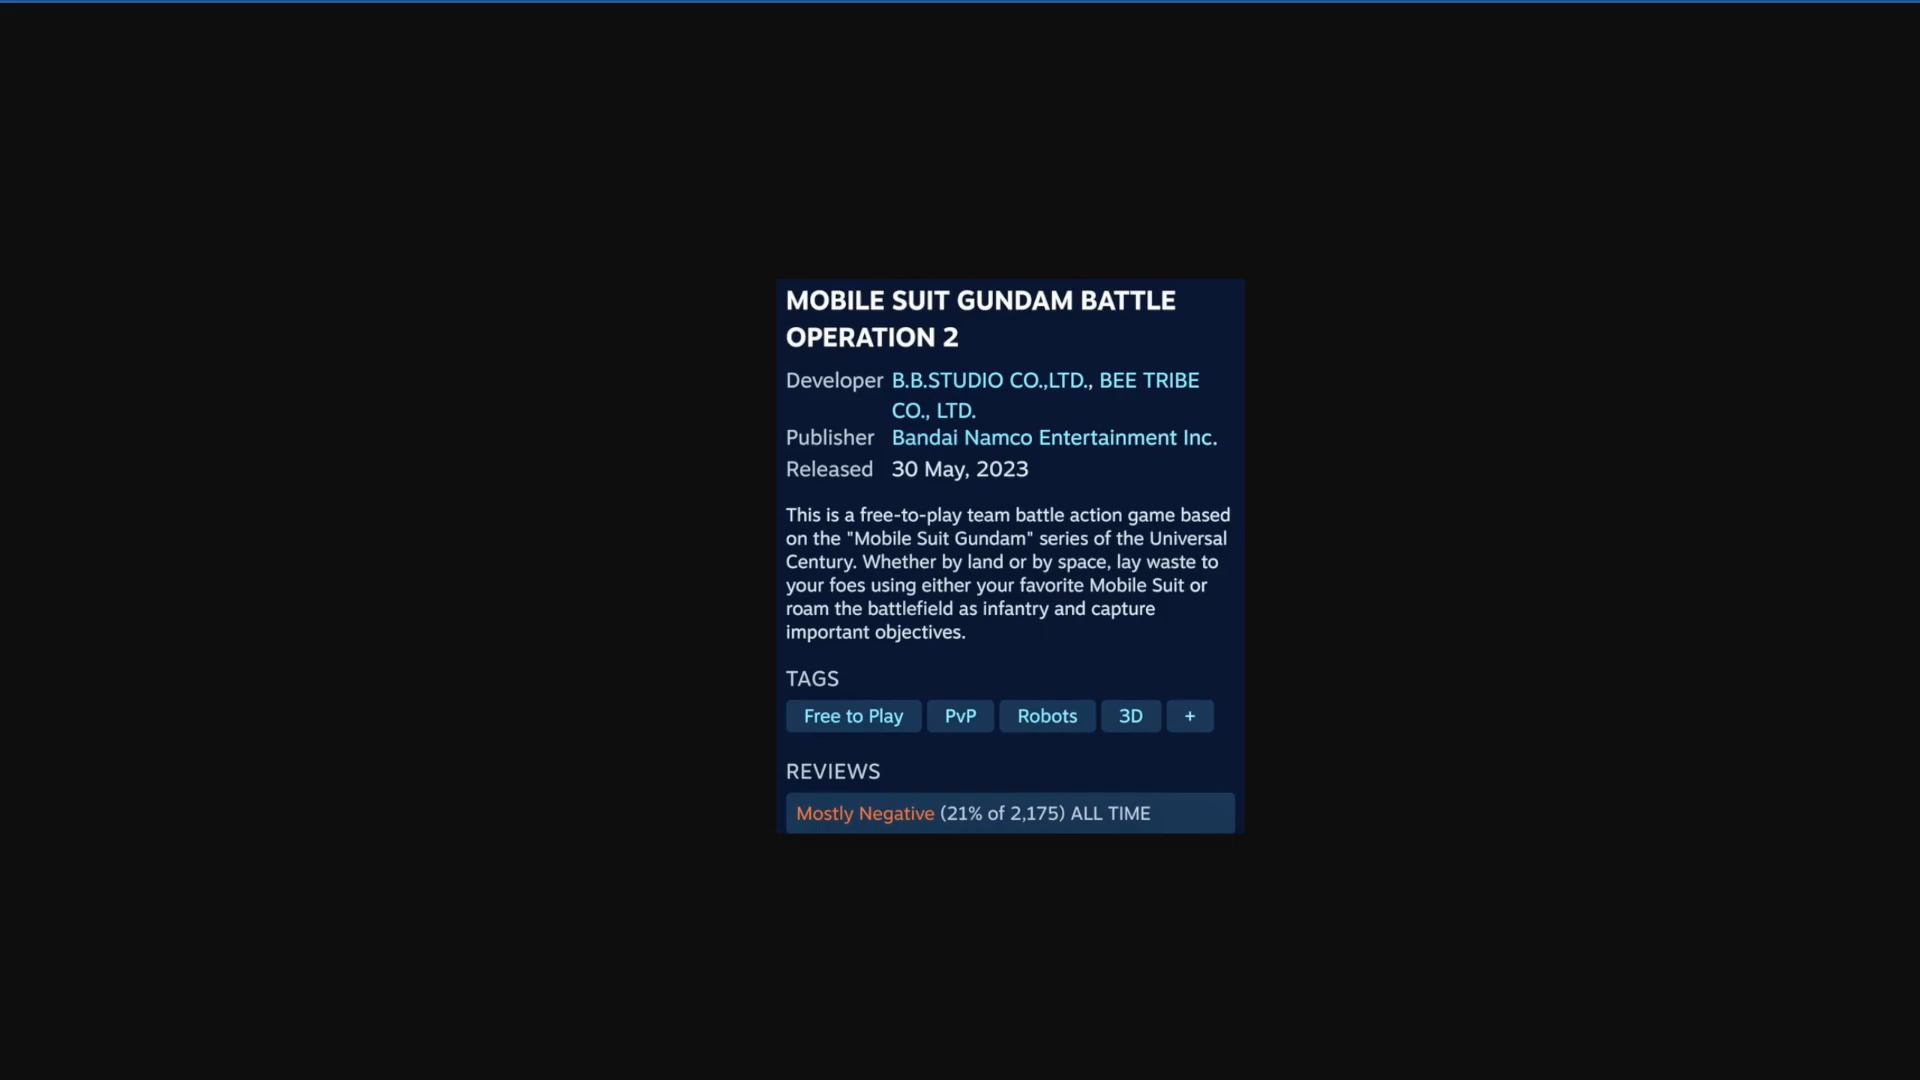 MOBILE SUIT GUNDAM BATTLE
OPERATION 2
Developer B.B.STUDIO CO.,LTD., BEE TRIBE
CO., LTD.
Publisher Bandai Namco Entertainment Inc.
Released 30 May, 2023
This is a free-to-play team battle action game based
on the "Mobile Suit Gundam" series of the Universal
Century. Whether by land or by space, lay waste to
your foes using either your favorite Mobile Suit or
roam the battlefield as infantry and capture
important objectives.
TAGS
Free to Play PvP Robots 3D +
REVIEWS
Mostly Negative (21% of 2,175) ALL TIME